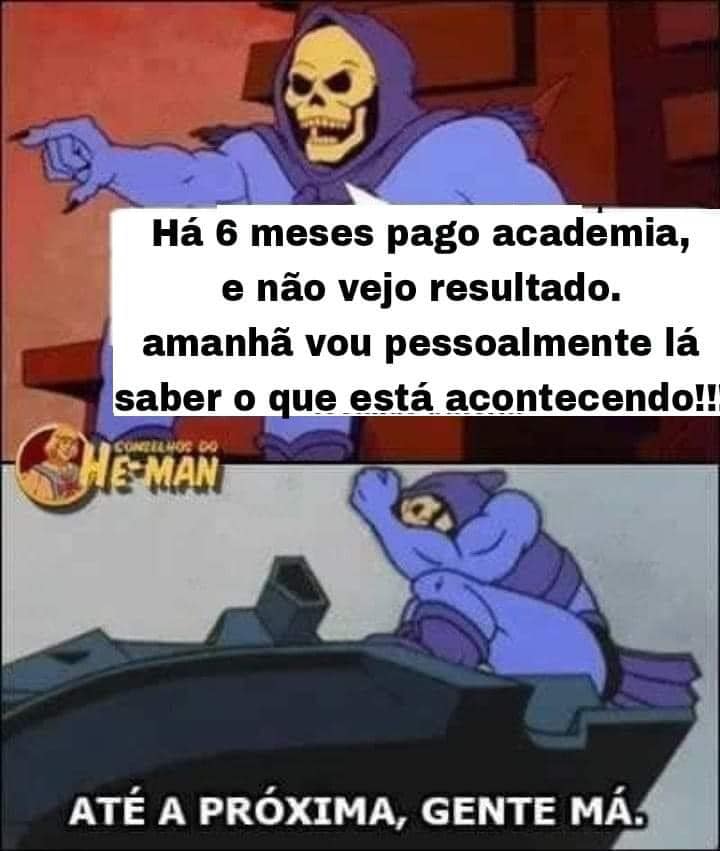 Há 6 meses pago academia,
e não vejo resultado.
amanhã vou pessoalmente lá
saber o que está acontecendo!!!
CONSELHOS DO
HE-MAN
ATÉ A PRÓXIMA, GENTE MÁ.